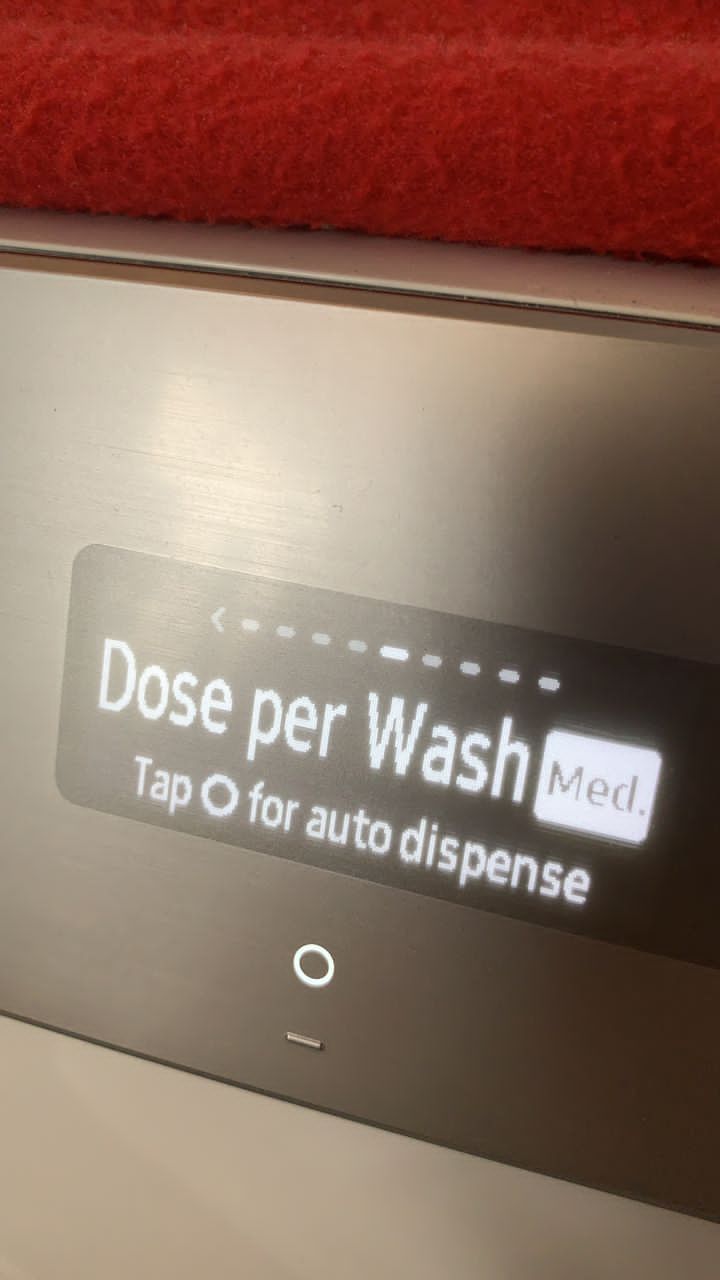 Dose per Wash Med.
Tap O for auto dispense